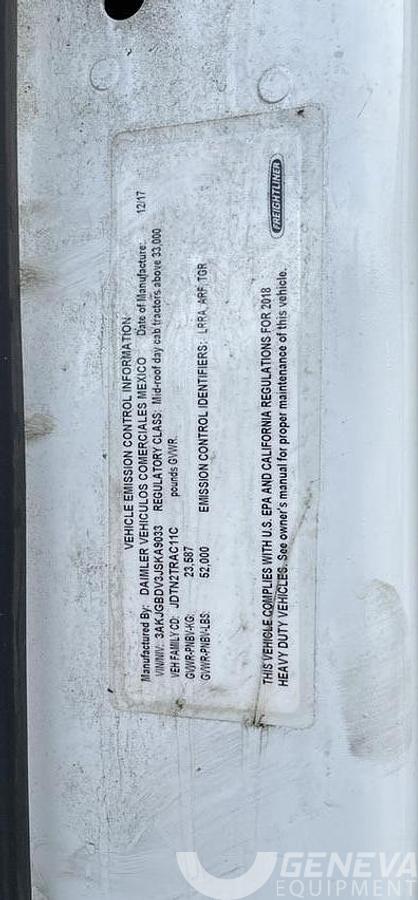 VEHICLE EMISSION CONTROL INFORMATION
Manufactured By: DAIMLER VEHICULOS COMERCIALES MEXICO Date of Manufacture: 12/17
VIN/NIV: 3AKJGBDV3JSKA9033 REGULATORY CLASS: Mid-roof day cab tractors above 33,000
VEH FAMILY CD: JDTN2TRAC11C pounds GVWR.
GVWR-PNBV-KG: 23,587
GVWR-PNBV-LBS: 52,000 EMISSION CONTROL IDENTIFIERS: LRRA, ARF, TGR
THIS VEHICLE COMPLIES WITH U.S. EPA AND CALIFORNIA REGULATIONS FOR 2018
HEAVY DUTY VEHICLES. See owner's manual for proper maintenance of this vehicle.
FREIGHTLINER
GENEVA
EQUIPMENT